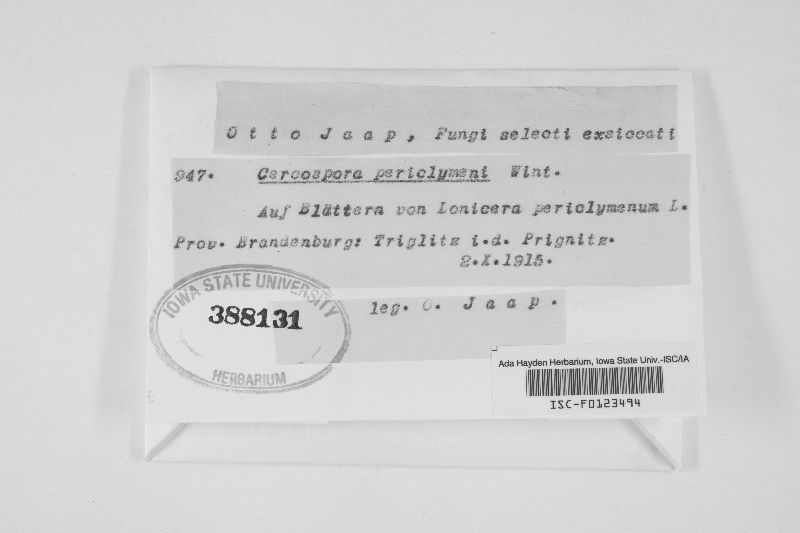 Otto Jaap, Fungi selecti exsiccati
947. Cercospora periclymeni Wint.
Auf Blättern von Lonicera periclymenum L.
Prov. Brandenburg: Triglitz i.d. Prignitz.
2.X.1915.
leg. O. Jaap.
IOWA STATE UNIVERSITY
388131
HERBARIUM
Ada Hayden Herbarium, Iowa State Univ.-ISC/IA
ISC-F0123494